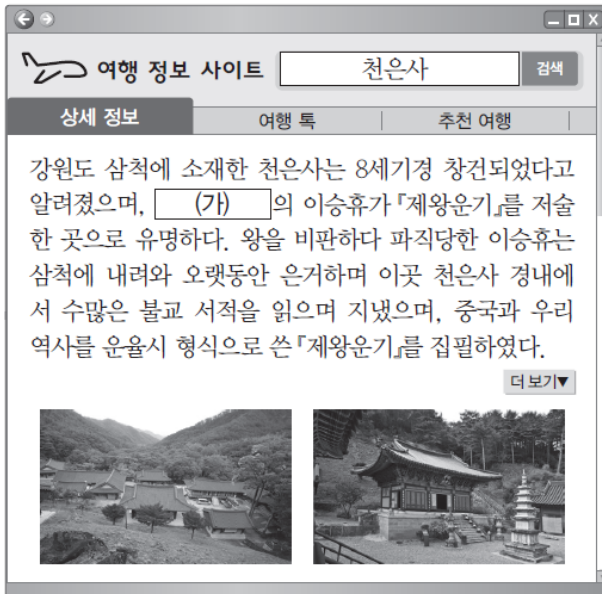 여행 정보 사이트
천은사
검색
상세 정보
여행 톡
추천 여행
강원도 삼척에 소재한 천은사는 8세기경 창건되었다고
알려졌으며, (가) 의 이승휴가 『제왕운기』를 저술
한 곳으로 유명하다. 왕을 비판하다 파직당한 이승휴는
삼척에 내려와 오랫동안 은거하며 이곳 천은사 경내에
서 수많은 불교 서적을 읽으며 지냈으며, 중국과 우리
역사를 운율시 형식으로 쓴 『제왕운기』를 집필하였다.
더 보기▼